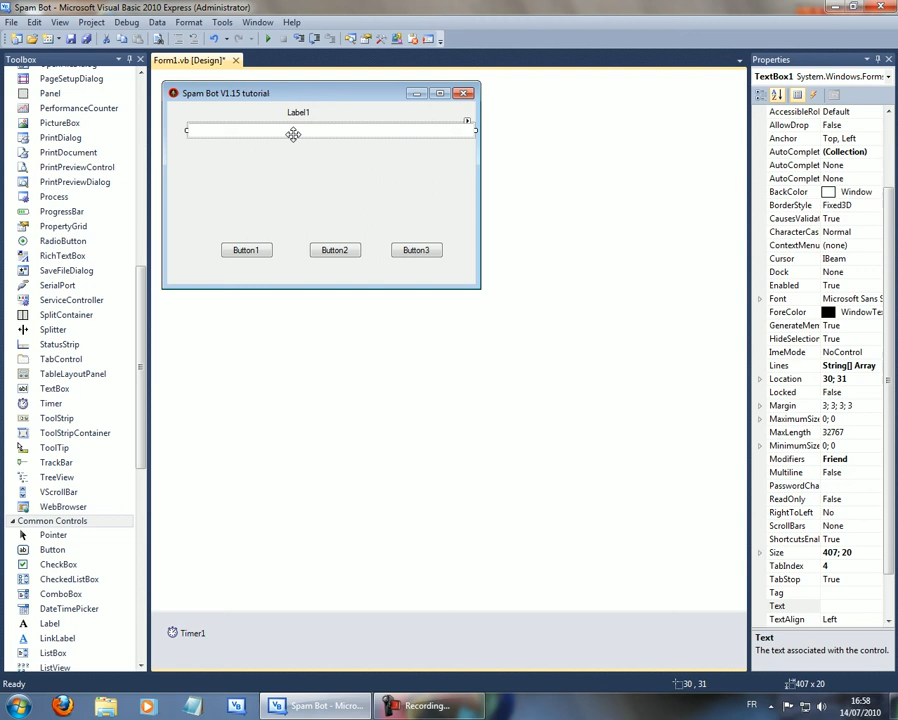 Spam Bot - Microsoft Visual Basic 2010 Express (Administrator)
File Edit View Project Debug Data Format Tools Window Help
Toolbox
PageSetupDialog
Panel
PerformanceCounter
PictureBox
PrintDialog
PrintDocument
PrintPreviewControl
PrintPreviewDialog
Process
ProgressBar
PropertyGrid
RadioButton
RichTextBox
SaveFileDialog
SerialPort
ServiceController
SplitContainer
Splitter
StatusStrip
TabControl
TableLayoutPanel
TextBox
Timer
ToolStrip
ToolStripContainer
ToolTip
TrackBar
TreeView
VScrollBar
WebBrowser
Common Controls
Pointer
Button
CheckBox
CheckedListBox
ComboBox
DateTimePicker
Label
LinkLabel
ListBox
ListView
Form1.vb [Design]*
Spam Bot V1.15 tutorial
Label1
Button1 Button2 Button3
Timer1
Properties
TextBox1 System.Windows.Forms
AccessibleRol Default
AllowDrop False
Anchor Top, Left
AutoComplet (Collection)
AutoComplet None
AutoComplet None
BackColor Window
BorderStyle Fixed3D
CausesValidat True
CharacterCas Normal
ContextMenu (none)
Cursor IBeam
Dock None
Enabled True
Font Microsoft Sans S
ForeColor WindowTex
GenerateMem True
HideSelection True
ImeMode NoControl
Lines String[] Array
Location 30; 31
Locked False
Margin 3; 3; 3; 3
MaximumSize 0; 0
MaxLength 32767
MinimumSize 0; 0
Modifiers Friend
Multiline False
PasswordCha
ReadOnly False
RightToLeft No
ScrollBars None
ShortcutsEnab True
Size 407; 20
TabIndex 4
TabStop True
Tag
Text
TextAlign Left
Text
The text associated with the control.
Ready
30 , 31
407 x 20
Spam Bot - Micro...
Recording...
FR
16:58
14/07/2010